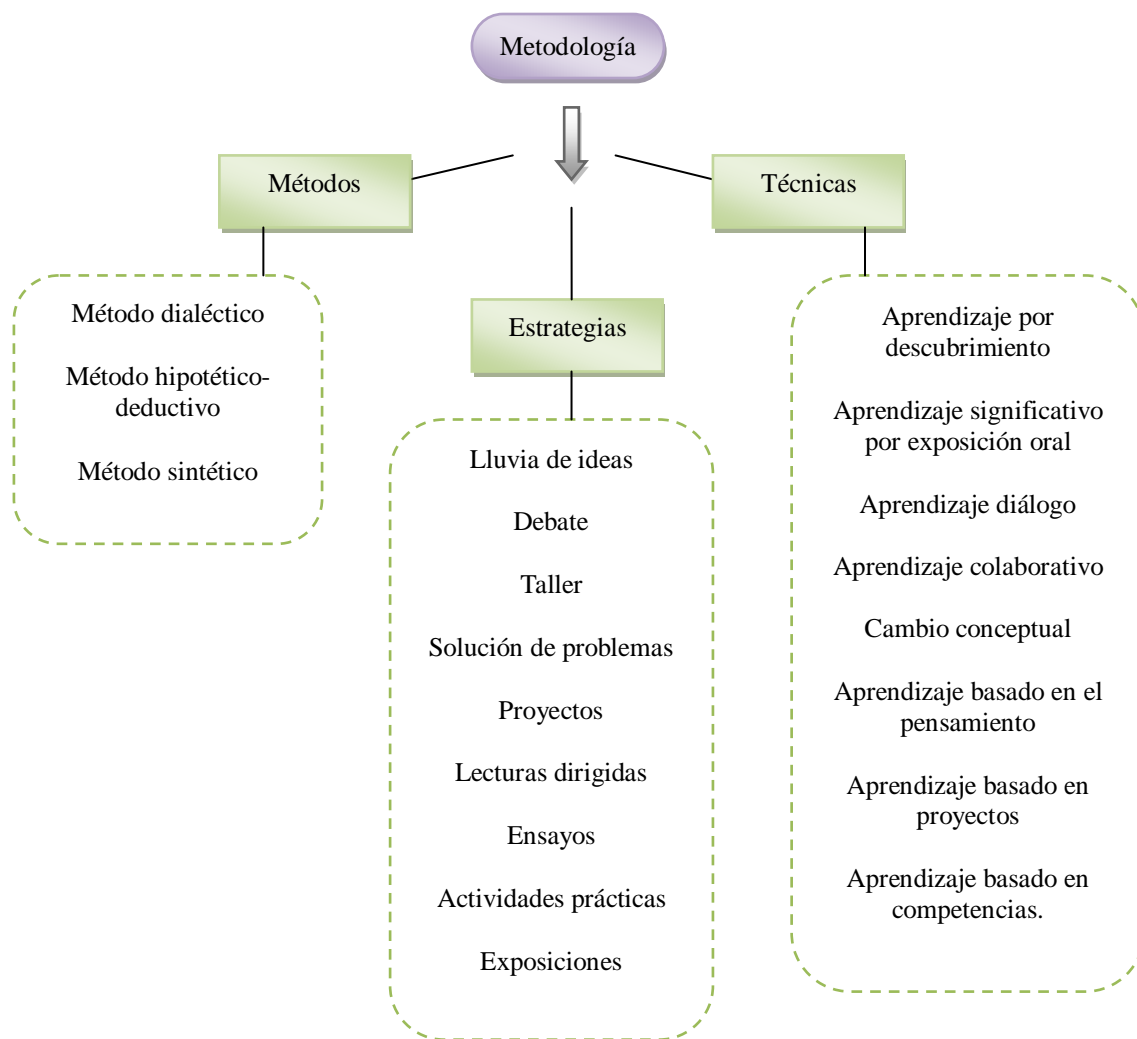 Metodología
Métodos
Técnicas
Método dialéctico
Método hipotético-
deductivo
Método sintético
Estrategias
Lluvia de ideas
Debate
Taller
Solución de problemas
Proyectos
Lecturas dirigidas
Ensayos
Actividades prácticas
Exposiciones
Aprendizaje por
descubrimiento
Aprendizaje significativo
por exposición oral
Aprendizaje diálogo
Aprendizaje colaborativo
Cambio conceptual
Aprendizaje basado en el
pensamiento
Aprendizaje basado en
proyectos
Aprendizaje basado en
competencias.